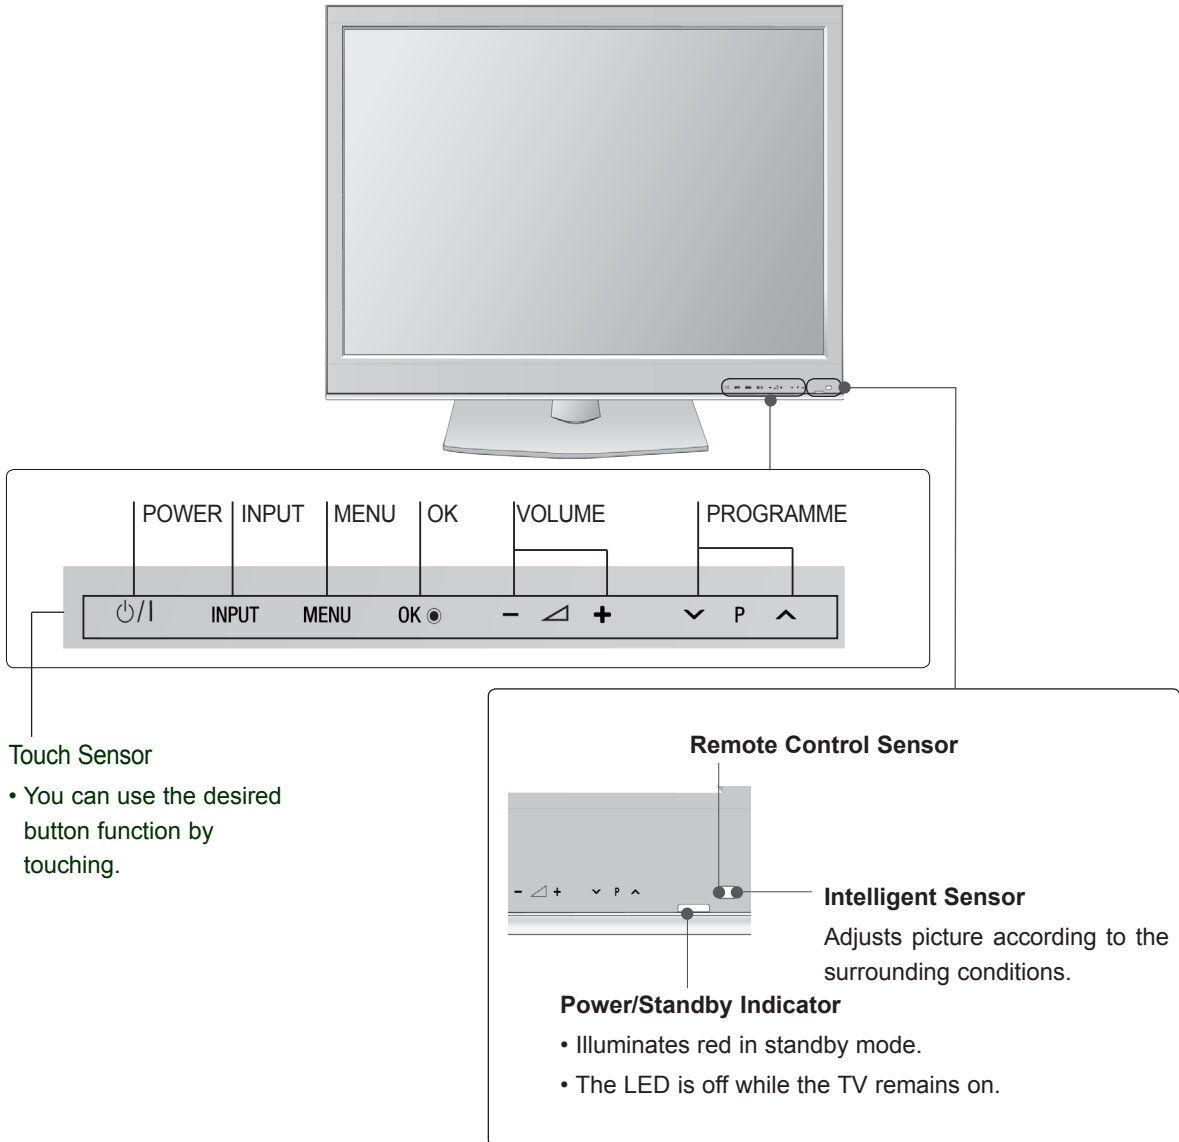 POWER INPUT MENU OK VOLUME PROGRAMME
⏻/I INPUT MENU OK ◉ - ⊿ + ⌄ P ⌃
Touch Sensor
• You can use the desired
button function by
touching.
Remote Control Sensor
- ⊿ + ⌄ P ⌃
Intelligent Sensor
Adjusts picture according to the
surrounding conditions.
Power/Standby Indicator
• Illuminates red in standby mode.
• The LED is off while the TV remains on.